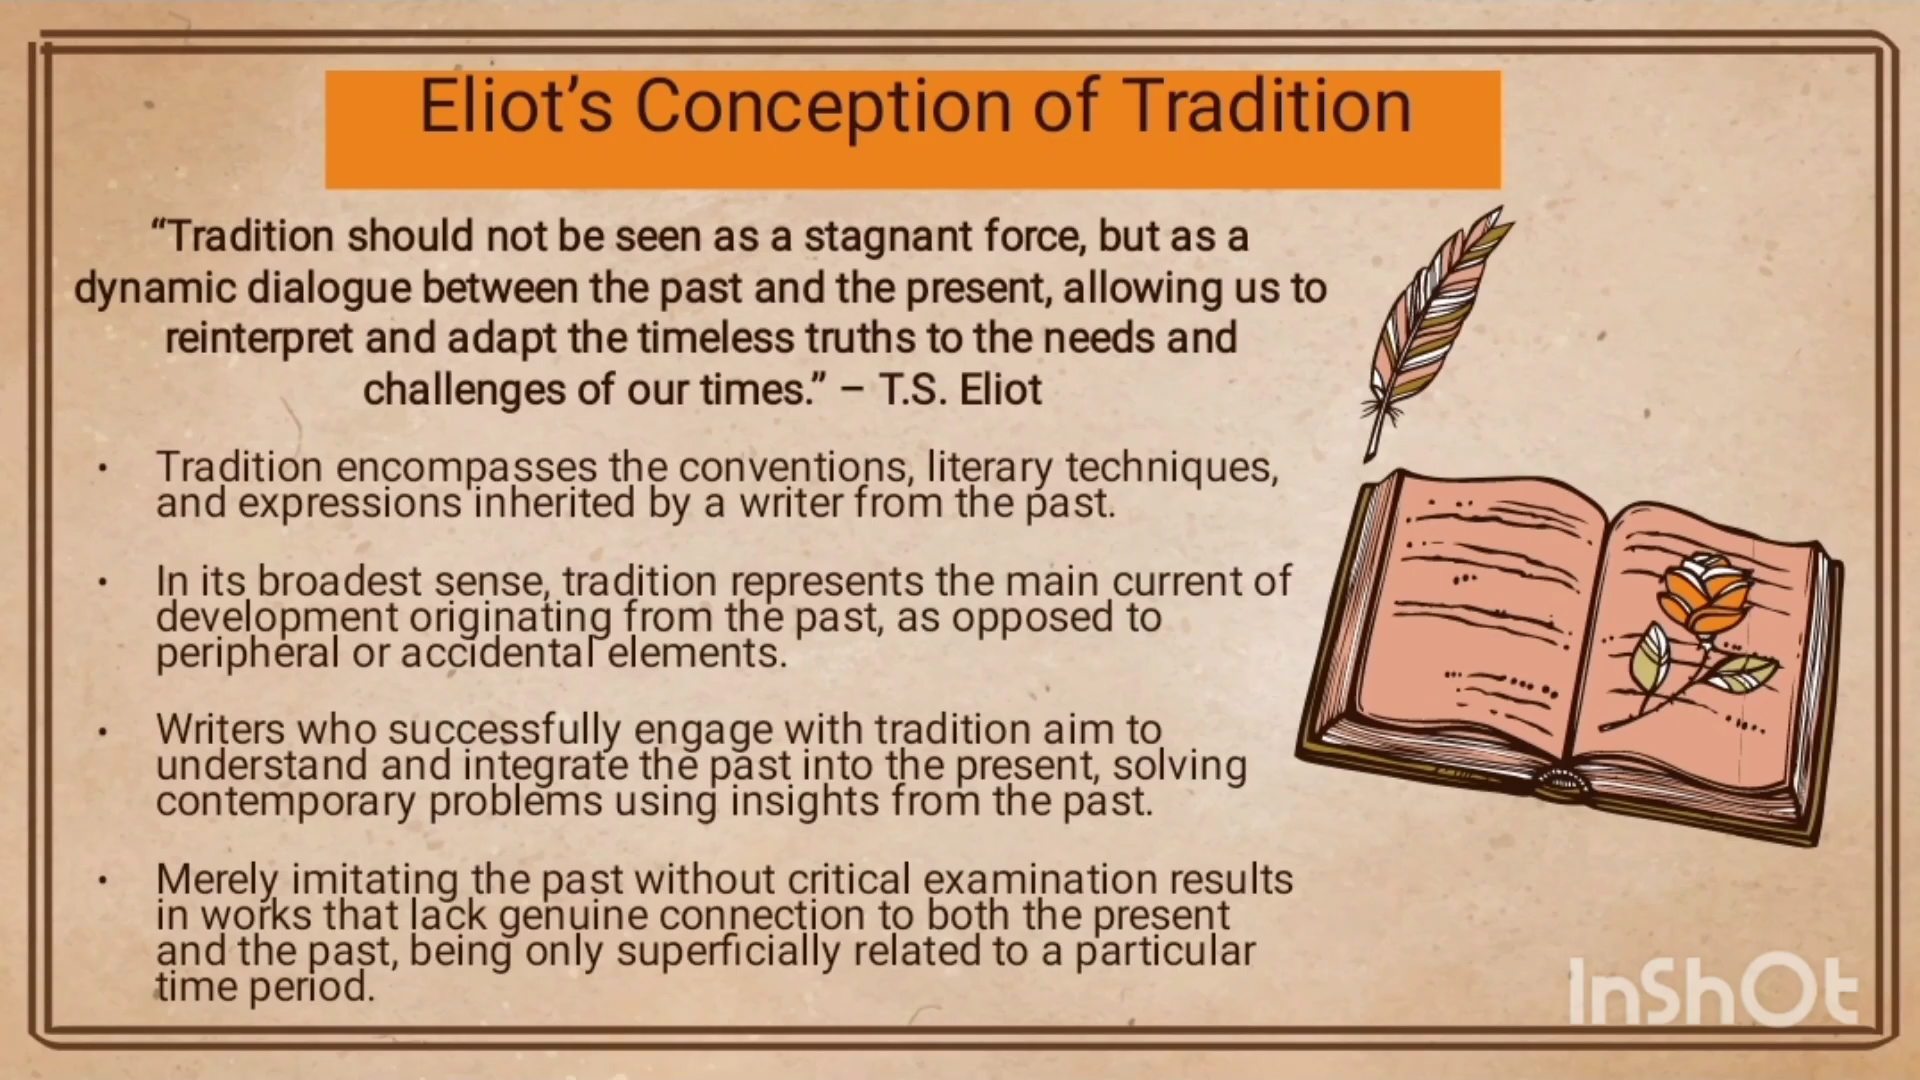 Eliot’s Conception of Tradition
“Tradition should not be seen as a stagnant force, but as a
dynamic dialogue between the past and the present, allowing us to
reinterpret and adapt the timeless truths to the needs and
challenges of our times.” – T.S. Eliot
• Tradition encompasses the conventions, literary techniques,
and expressions inherited by a writer from the past.
• In its broadest sense, tradition represents the main current of
development originating from the past, as opposed to
peripheral or accidental elements.
• Writers who successfully engage with tradition aim to
understand and integrate the past into the present, solving
contemporary problems using insights from the past.
• Merely imitating the past without critical examination results
in works that lack genuine connection to both the present
and the past, being only superficially related to a particular
time period.
InShOt